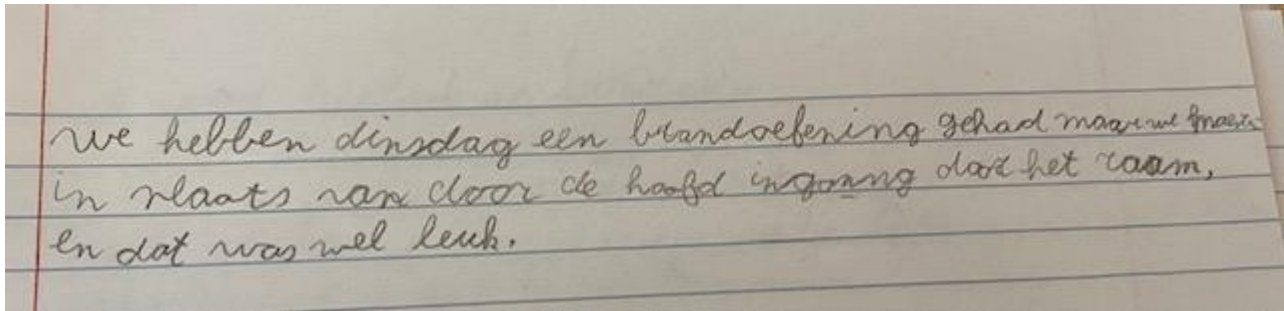 we hebben dinsdag een brandoefening gehad maar we
in plaats van door de hoofd ingang door het raam,
en dat was wel leuk.